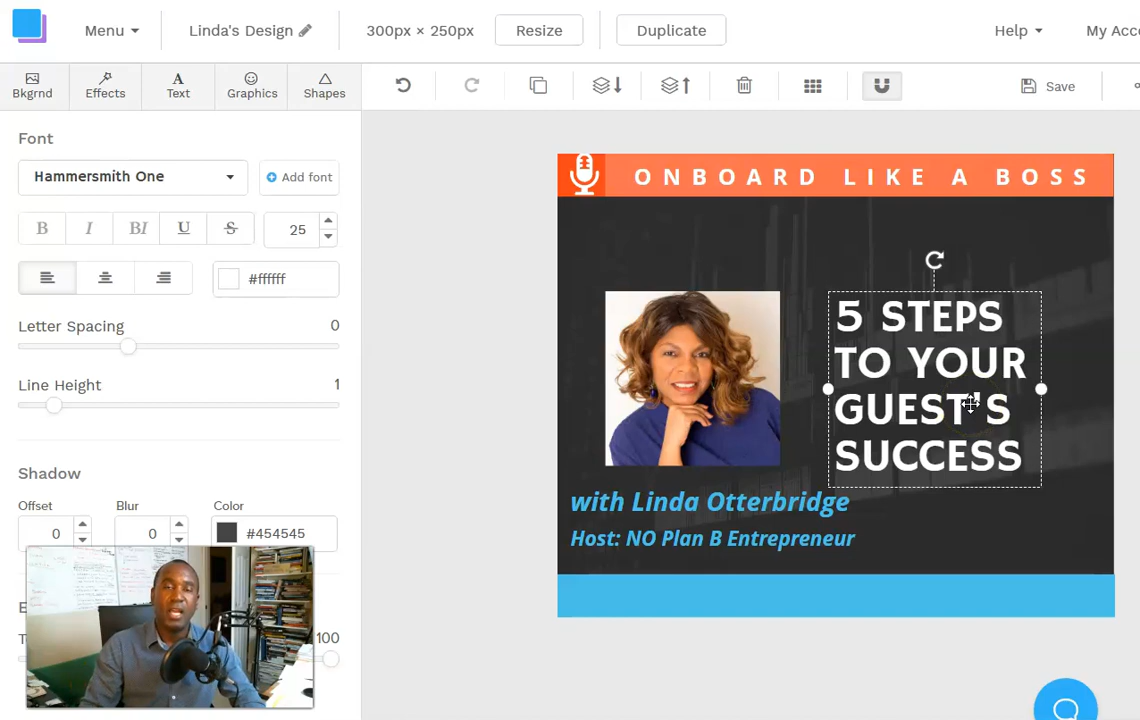 Menu
Linda's Design
300px × 250px
Resize
Duplicate
Help
My Acc
Bkgrnd
Effects
Text
Graphics
Shapes
Save
Font
Hammersmith One
Add font
B
I
BI
U
S
25
#ffffff
Letter Spacing
0
Line Height
1
Shadow
Offset
Blur
Color
0
0
#454545
100
ONBOARD LIKE A BOSS
5 STEPS
TO YOUR
GUEST'S
SUCCESS
with Linda Otterbridge
Host: NO Plan B Entrepreneur